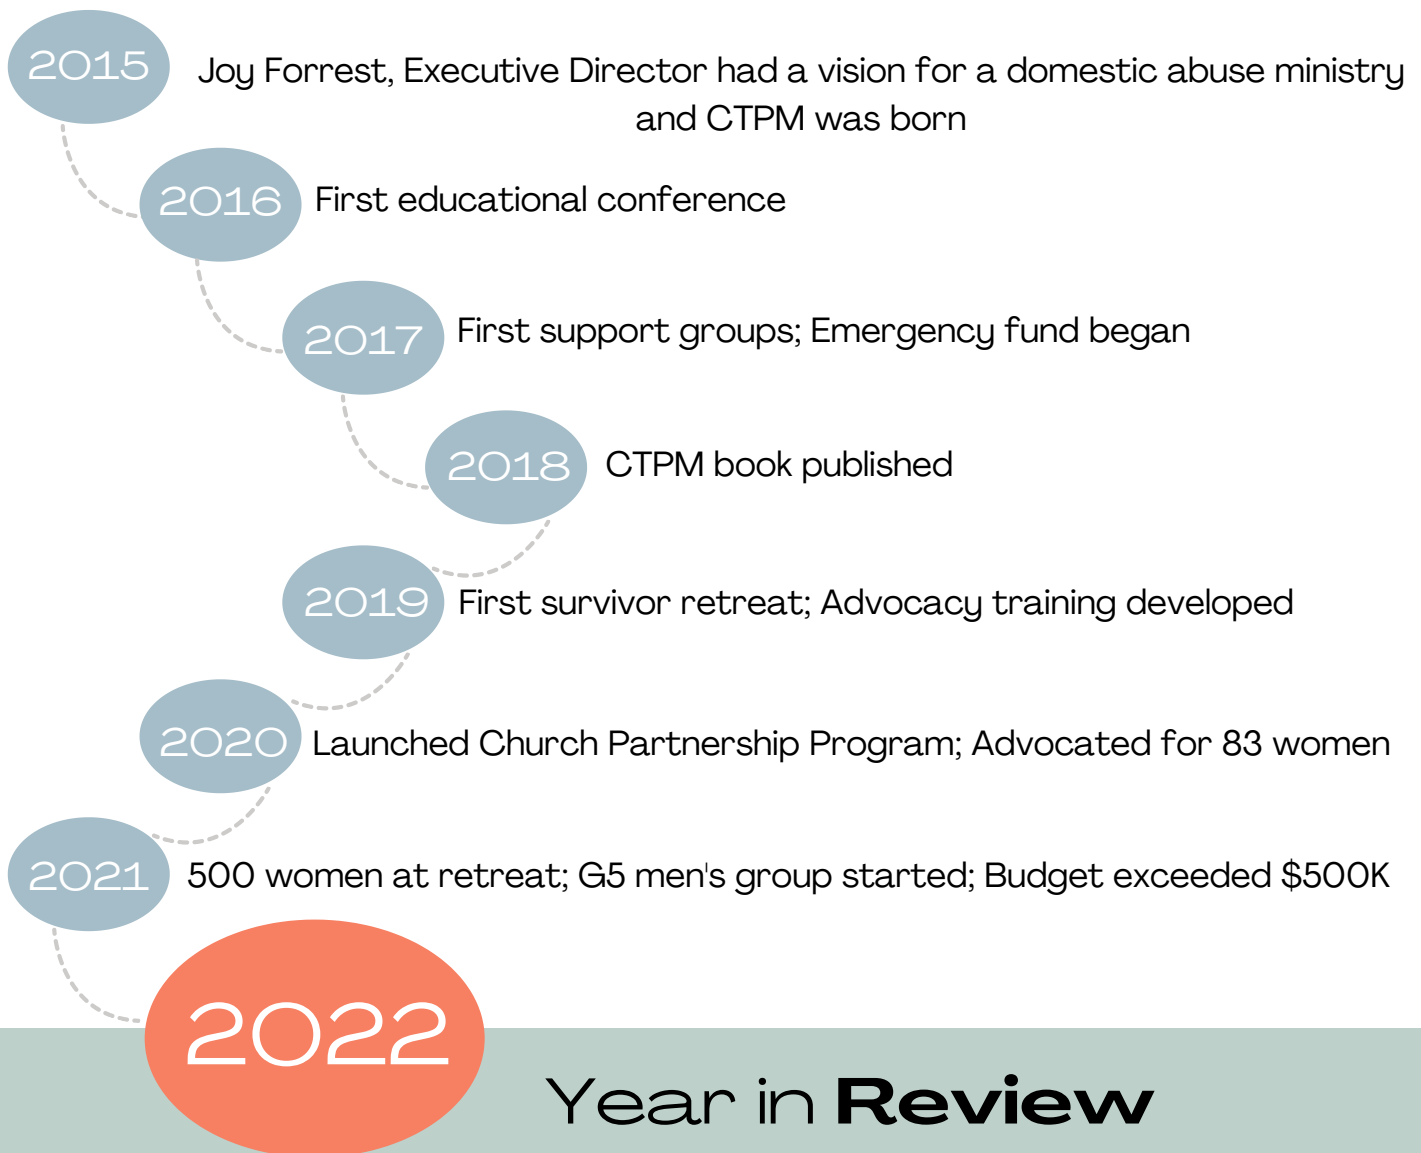 2015
Joy Forrest, Executive Director had a vision for a domestic abuse ministry
and CTPM was born
2016
First educational conference
2017
First support groups; Emergency fund began
2018
CTPM book published
2019
First survivor retreat; Advocacy training developed
2020
Launched Church Partnership Program; Advocated for 83 women
2021
500 women at retreat; G5 men's group started; Budget exceeded $500K
2022
Year in Review